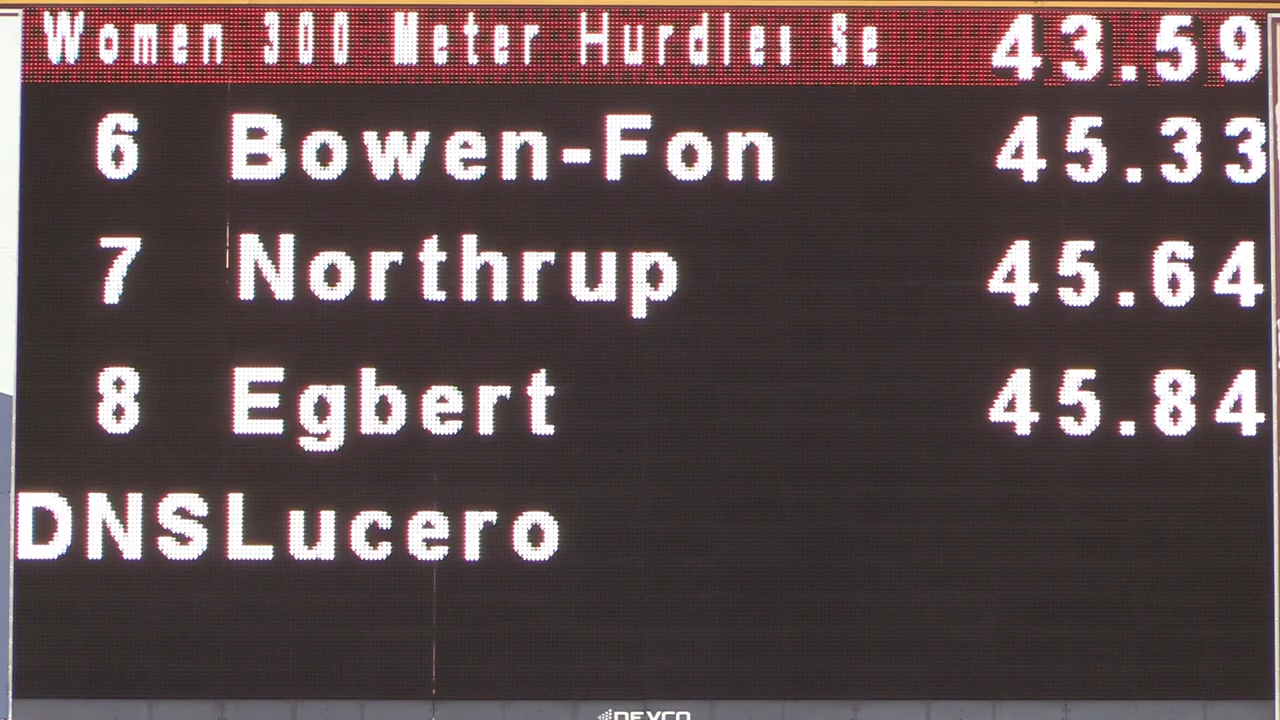 Women 300 Meter Hurdles Se 43.59
6 Bowen-Fon 45.33
7 Northrup 45.64
8 Egbert 45.84
DNS Lucero